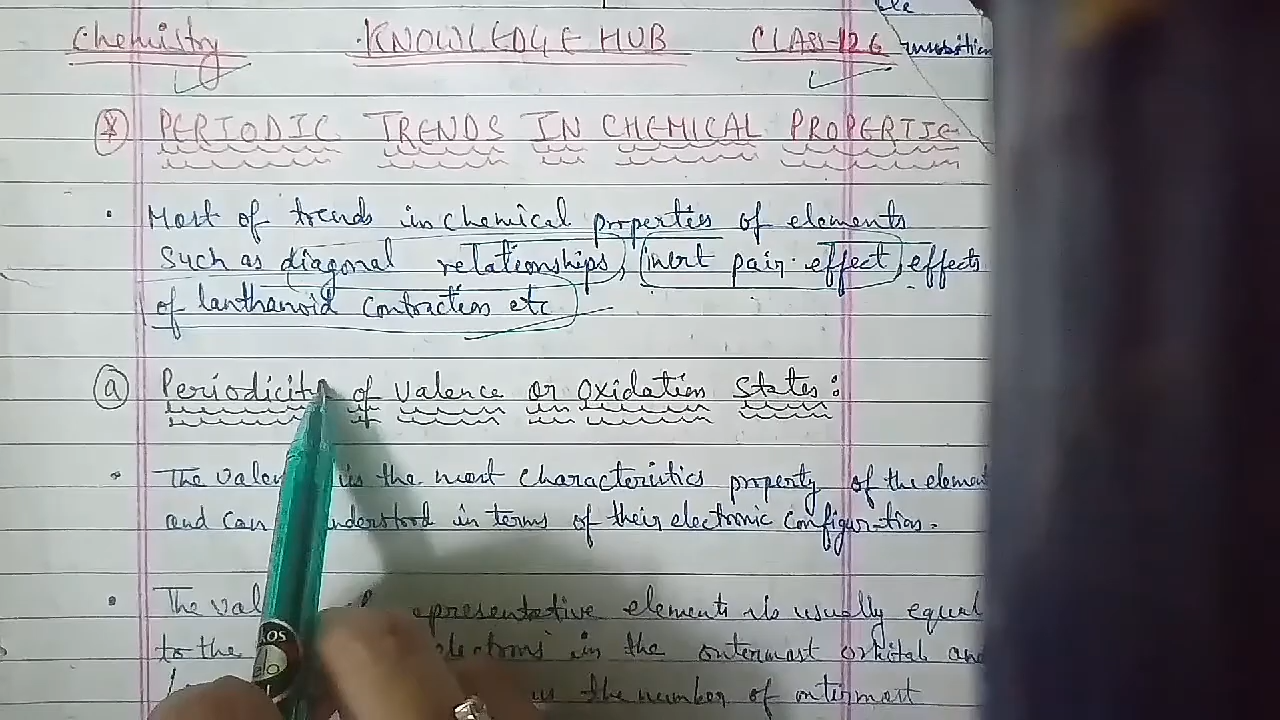 Chemistry KNOWLEDGE HUB CLASS-12
PERIODIC TRENDS IN CHEMICAL PROPERTIE
• Most of trends in chemical properties of elements
Such as diagonal relationships, inert pair effect, effects
of lanthanoid contraction etc
(a) Periodicity of valence or oxidation States:
• The valen is the most characteristics property of the element
and can understood in terms of their electronic configuration.
• The val representative elements is usually equal
to the electrons in the outermost orbital and
the number of outermost